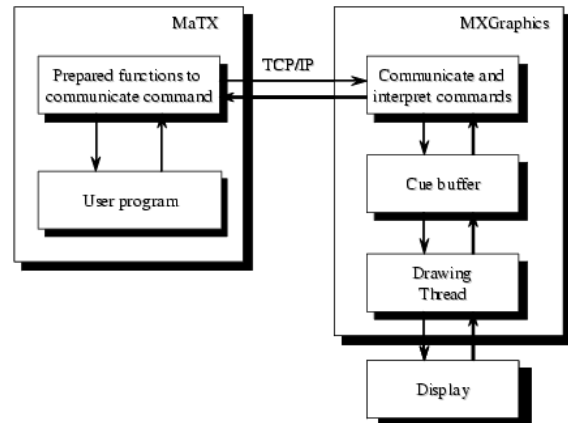 MaTX
Prepared functions to
communicate command
User program
TCP/IP
MXGraphics
Communicate and
interpret commands
Cue buffer
Drawing
Thread
Display